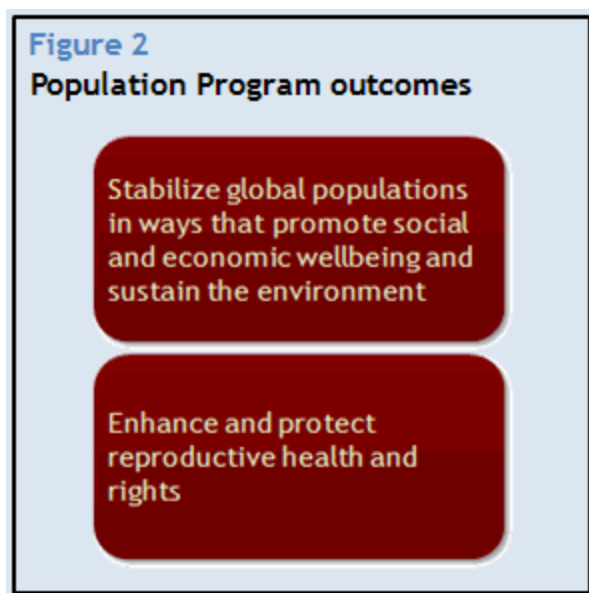 Figure 2
Population Program outcomes
Stabilize global populations
in ways that promote social
and economic wellbeing and
sustain the environment
Enhance and protect
reproductive health and
rights